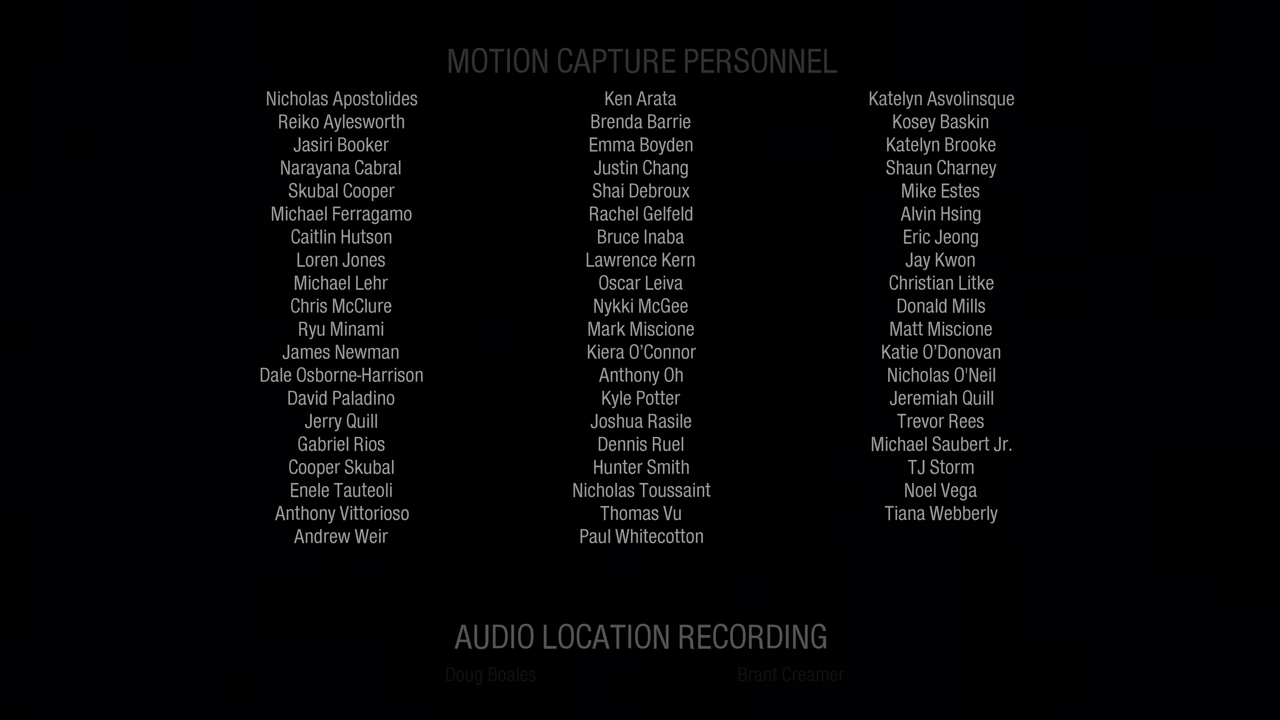 MOTION CAPTURE PERSONNEL
Nicholas Apostolides Ken Arata Katelyn Asvolinsque
Reiko Aylesworth Brenda Barrie Kosey Baskin
Jasiri Booker Emma Boyden Katelyn Brooke
Narayana Cabral Justin Chang Shaun Charney
Skubal Cooper Shai Debroux Mike Estes
Michael Ferragamo Rachel Gelfeld Alvin Hsing
Caitlin Hutson Bruce Inaba Eric Jeong
Loren Jones Lawrence Kern Jay Kwon
Michael Lehr Oscar Leiva Christian Litke
Chris McClure Nykki McGee Donald Mills
Ryu Minami Mark Miscione Matt Miscione
James Newman Kiera O’Connor Katie O’Donovan
Dale Osborne-Harrison Anthony Oh Nicholas O'Neil
David Paladino Kyle Potter Jeremiah Quill
Jerry Quill Joshua Rasile Trevor Rees
Gabriel Rios Dennis Ruel Michael Saubert Jr.
Cooper Skubal Hunter Smith TJ Storm
Enele Tauteoli Nicholas Toussaint Noel Vega
Anthony Vittorioso Thomas Vu Tiana Webberly
Andrew Weir Paul Whitecotton
AUDIO LOCATION RECORDING
Doug Boales Brant Creamer